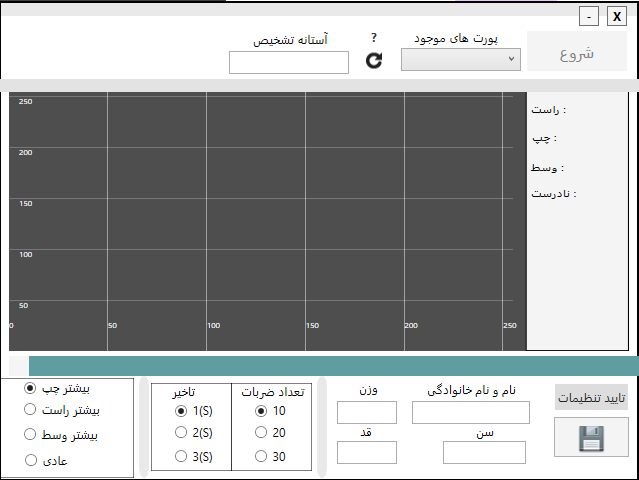 - X
آستانه تشخیص
?
پورت های موجود
شروع
250
200
150
100
50
0 50 100 150 200 250
راست :
چپ :
وسط :
نادرست :
بیشتر چپ
بیشتر راست
بیشتر وسط
عادی
تاخیر
1(S)
2(S)
3(S)
تعداد ضربات
10
20
30
وزن
قد
نام و نام خانوادگی
سن
تایید تنظیمات